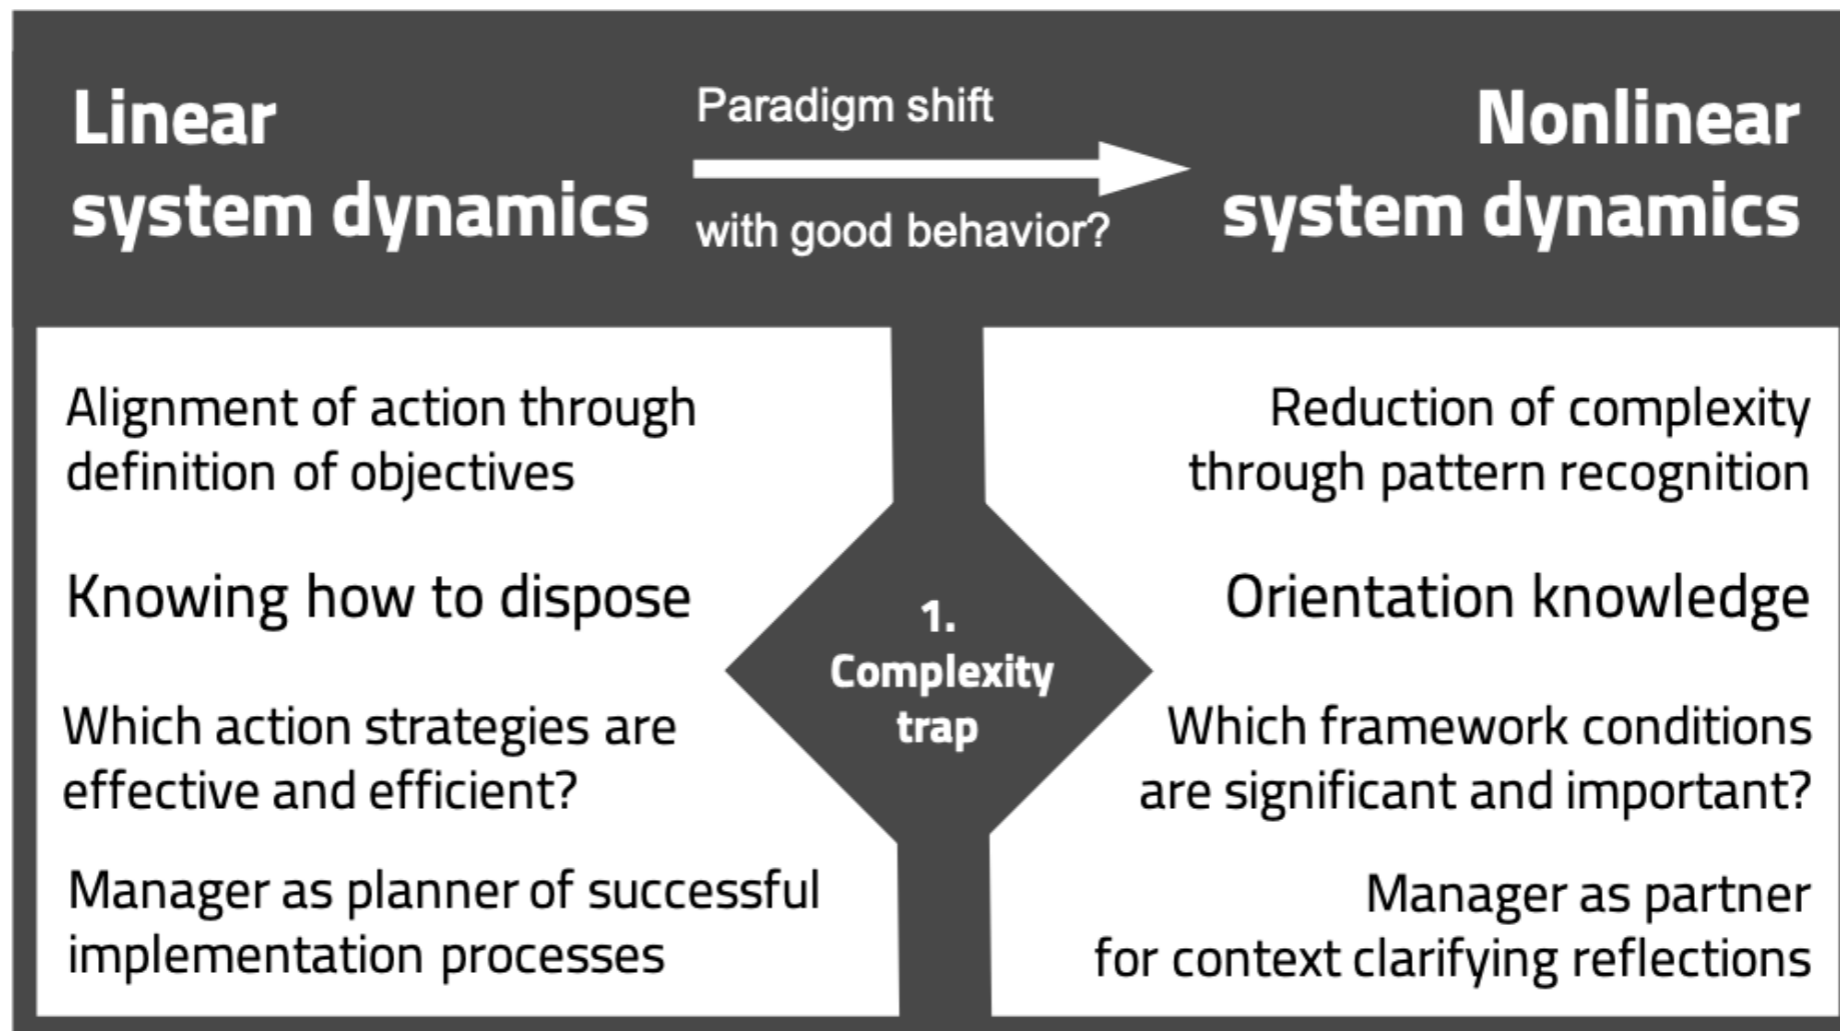 Linear
system dynamics
Paradigm shift
with good behavior?
Nonlinear
system dynamics
Alignment of action through
definition of objectives
Knowing how to dispose
Which action strategies are
effective and efficient?
Manager as planner of successful
implementation processes
1.
Complexity
trap
Reduction of complexity
through pattern recognition
Orientation knowledge
Which framework conditions
are significant and important?
Manager as partner
for context clarifying reflections